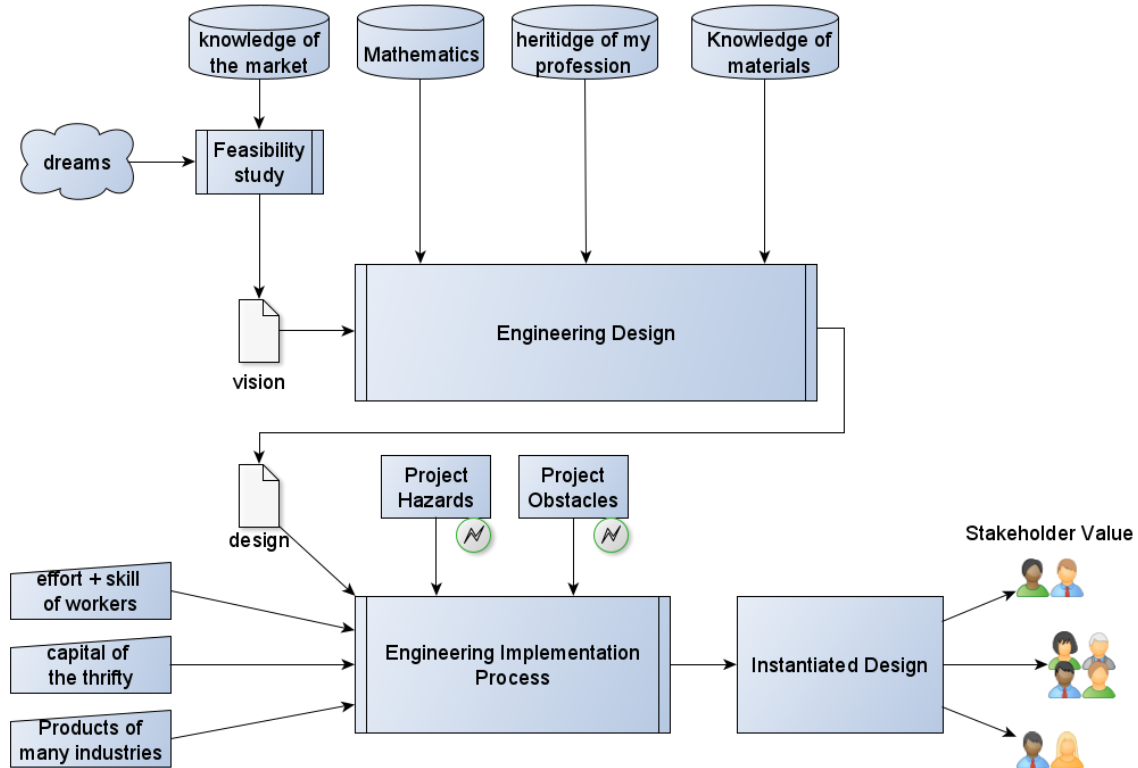 knowledge of
the market
Mathematics
heritidge of my
profession
Knowledge of
materials
dreams
Feasibility
study
Engineering Design
vision
Project
Hazards
Project
Obstacles
design
Stakeholder Value
effort + skill
of workers
capital of
the thrifty
Products of
many industries
Engineering Implementation
Process
Instantiated Design